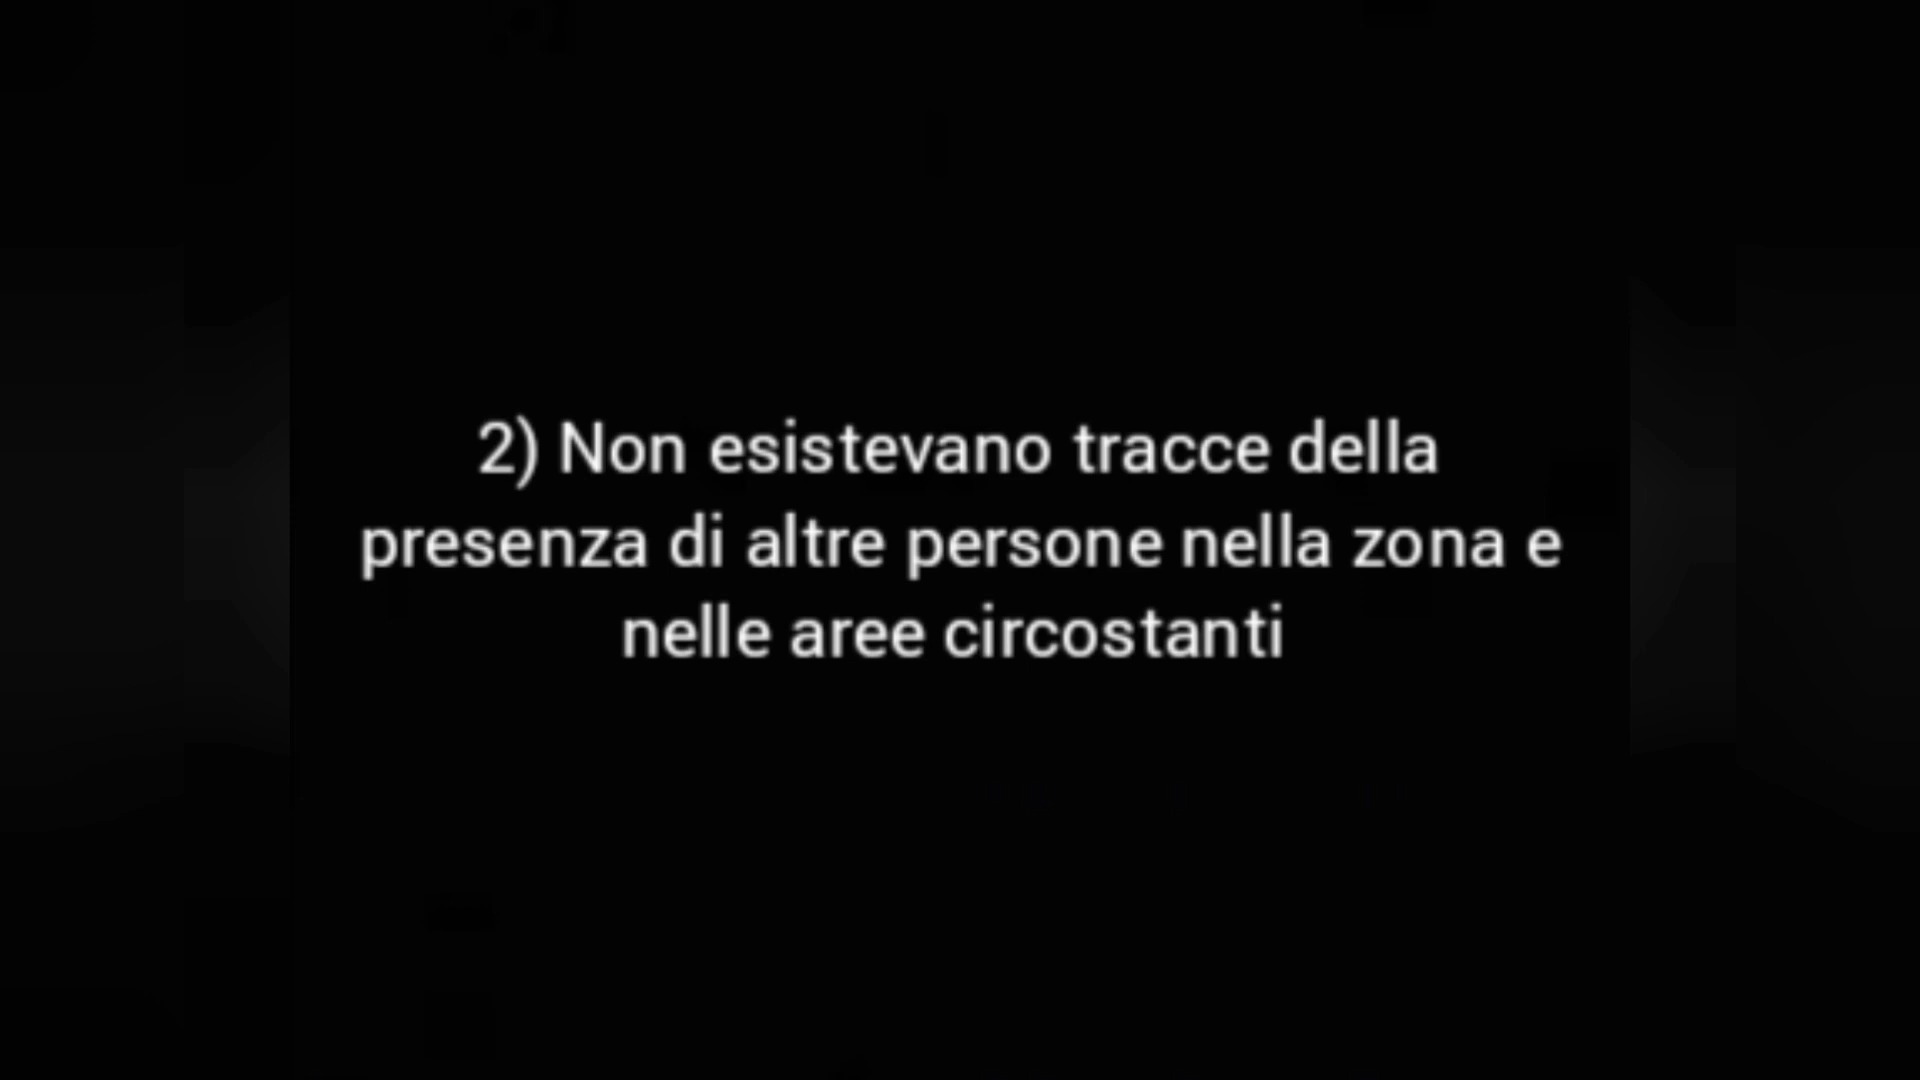 2) Non esistevano tracce della
presenza di altre persone nella zona e
nelle aree circostanti